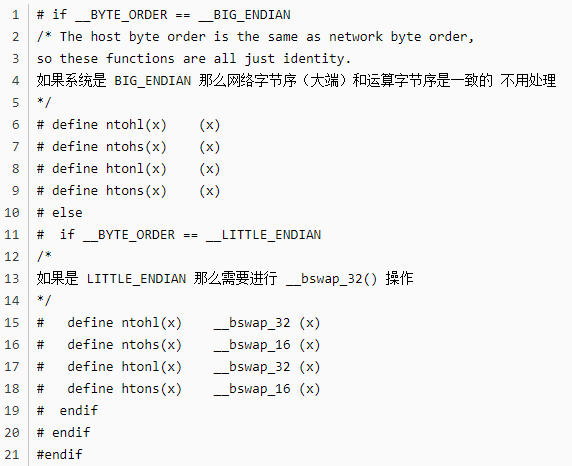 1 # if __BYTE_ORDER == __BIG_ENDIAN
2 /* The host byte order is the same as network byte order,
3 so these functions are all just identity.
4 如果系统是 BIG_ENDIAN 那么网络字节序（大端）和运算字节序是一致的 不用处理
5 */
6 # define ntohl(x)    (x)
7 # define ntohs(x)    (x)
8 # define htonl(x)    (x)
9 # define htons(x)    (x)
10 # else
11 #  if __BYTE_ORDER == __LITTLE_ENDIAN
12 /*
13 如果是 LITTLE_ENDIAN 那么需要进行 __bswap_32() 操作
14 */
15 #   define ntohl(x)    __bswap_32 (x)
16 #   define ntohs(x)    __bswap_16 (x)
17 #   define htonl(x)    __bswap_32 (x)
18 #   define htons(x)    __bswap_16 (x)
19 #  endif
20 # endif
21 #endif